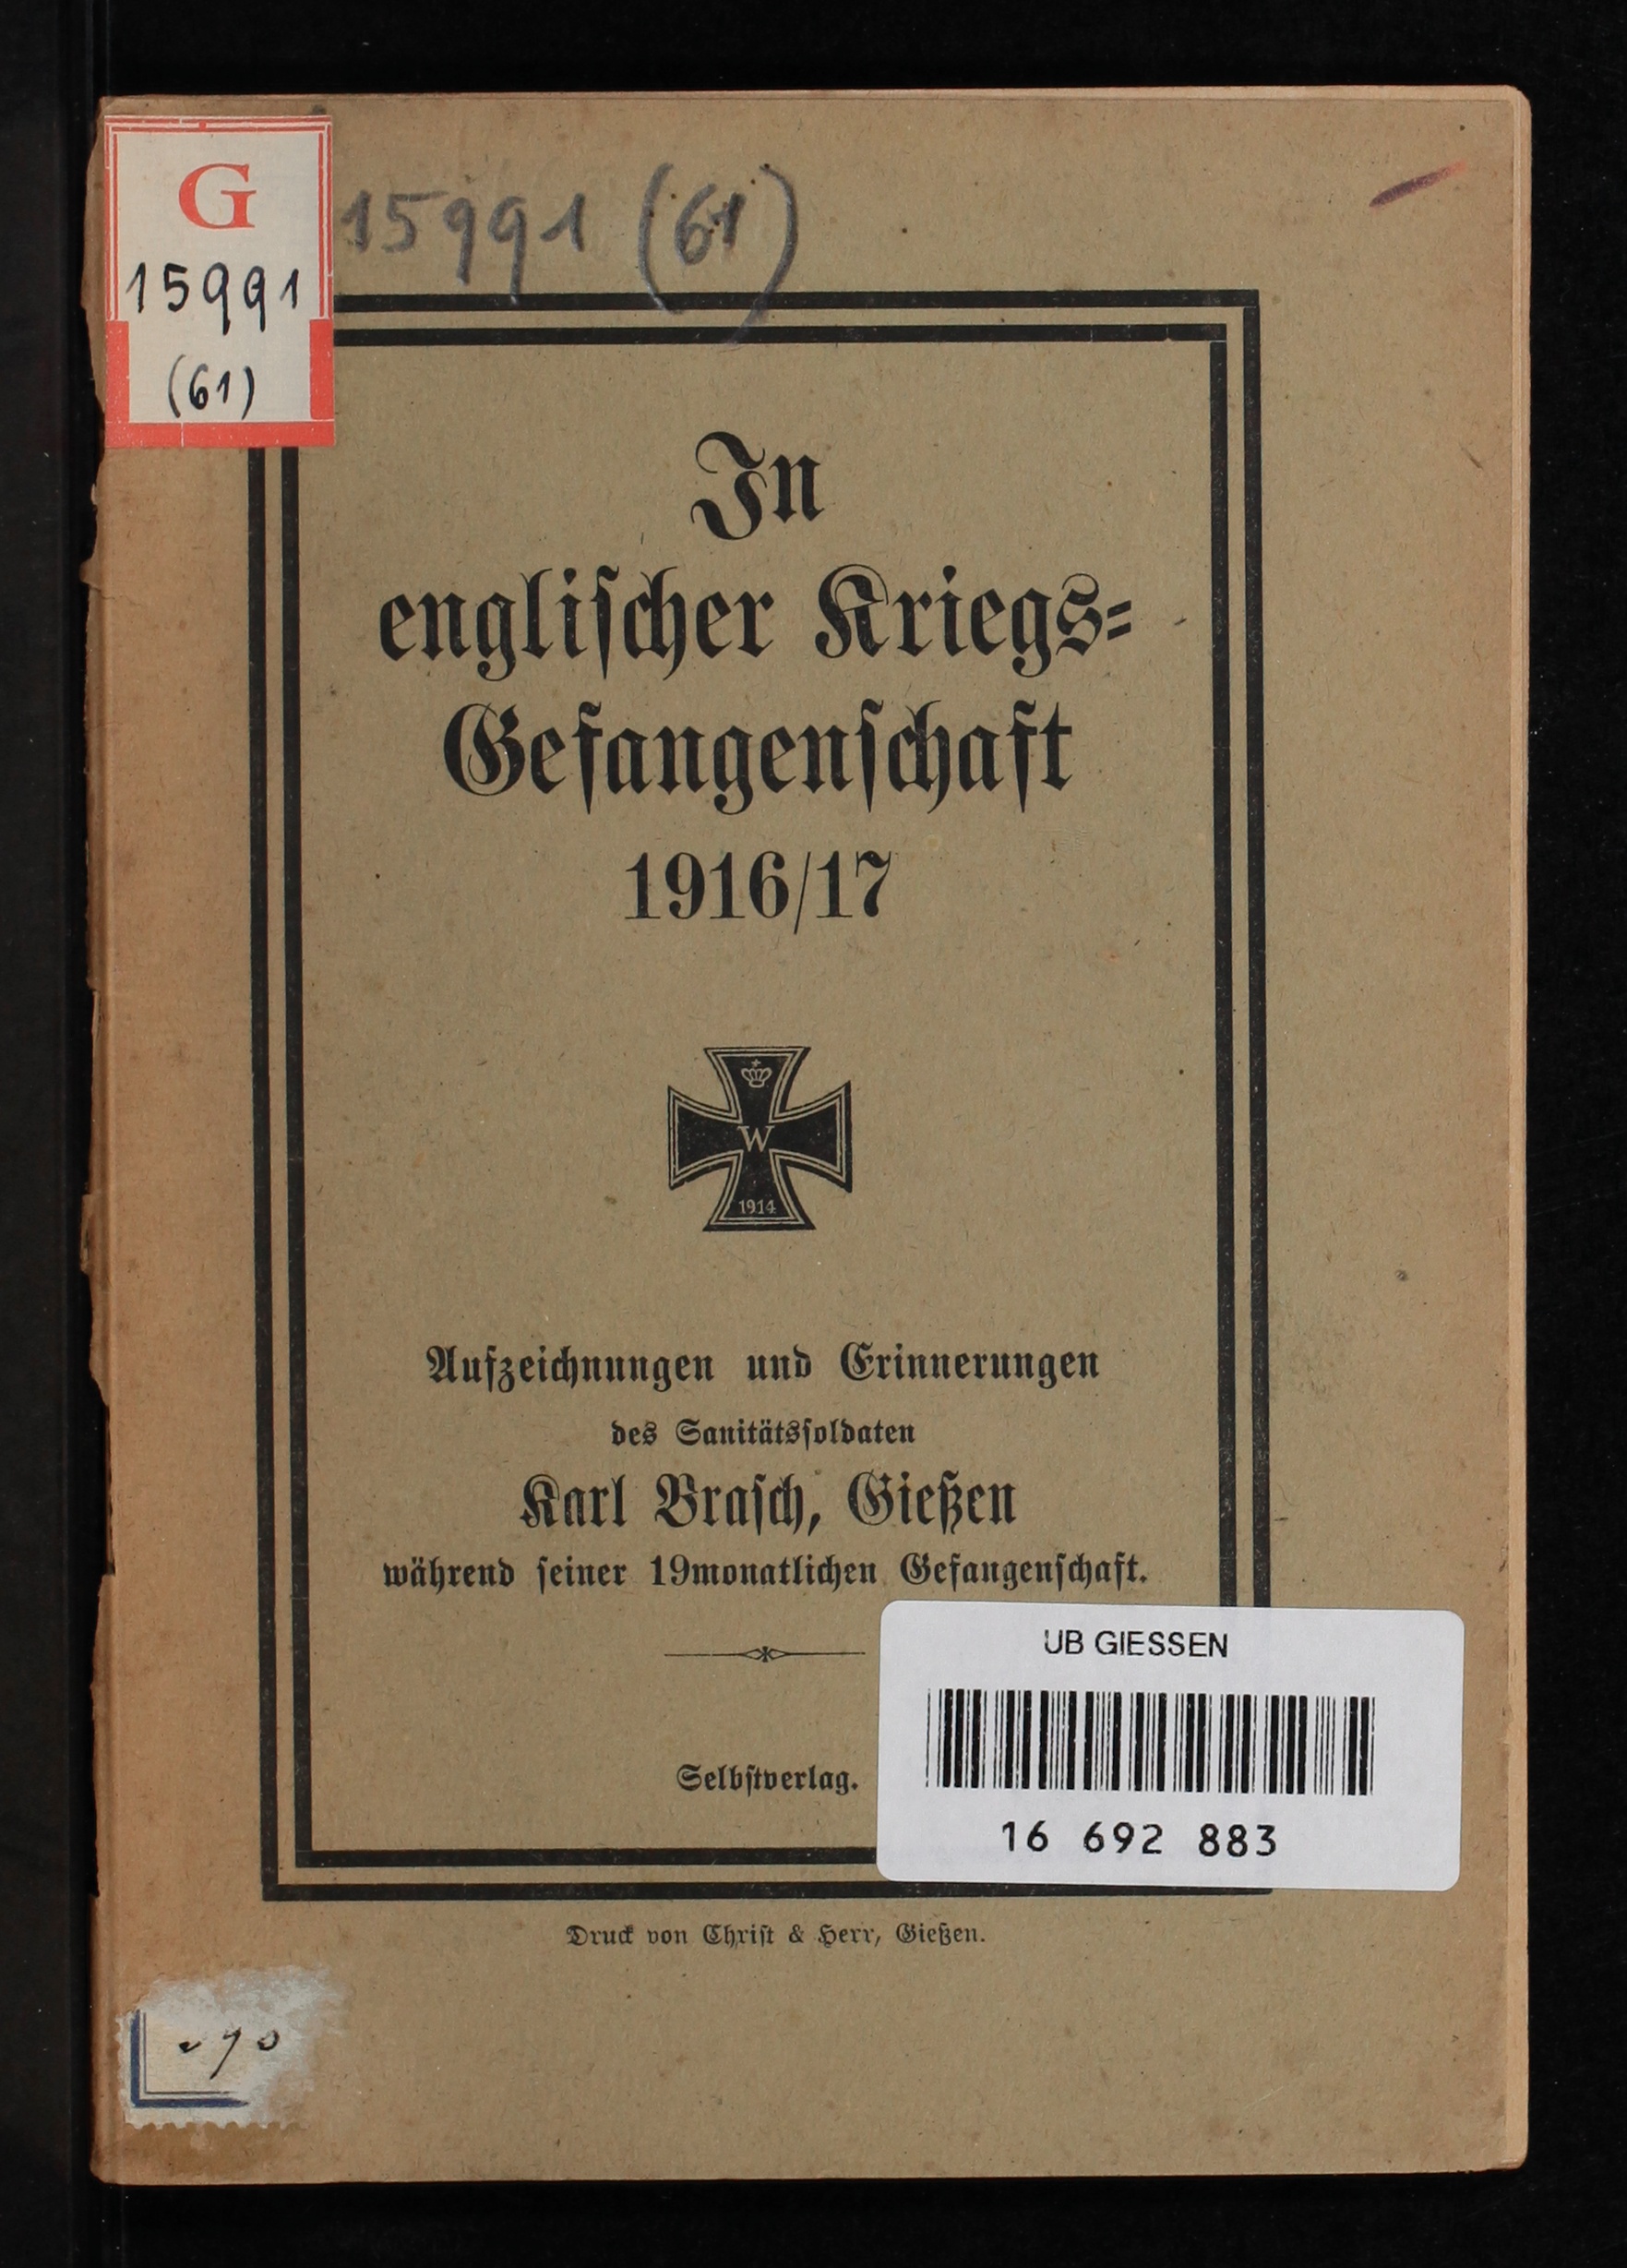 G
15991
(61)
15991 (61)
In
engliſcher Kriegs=
Gefangenſchaft
1916/17
W
1914
Aufzeichnungen und Erinnerungen
des Sanitätsſoldaten
Karl Braſch, Gießen
während ſeiner 19monatlichen Gefangenſchaft.
UB GIESSEN
16 692 883
Selbſtverlag.
Druck von Chriſt & Herr, Gießen.